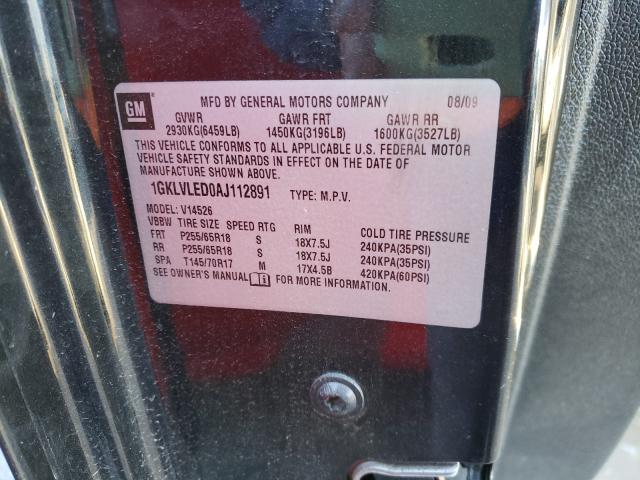 GM
MFD BY GENERAL MOTORS COMPANY 08/09
GVWR GAWR FRT GAWR RR
2930KG(6459LB) 1450KG(3196LB) 1600KG(3527LB)
THIS VEHICLE CONFORMS TO ALL APPLICABLE U.S. FEDERAL MOTOR
VEHICLE SAFETY STANDARDS IN EFFECT ON THE DATE OF
MANUFACTURE SHOWN ABOVE.
1GKLVLED0AJ112891 TYPE: M.P.V.
MODEL: V14526
VBBW TIRE SIZE SPEED RTG RIM COLD TIRE PRESSURE
FRT P255/65R18 S 18X7.5J 240KPA(35PSI)
RR P255/65R18 S 18X7.5J 240KPA(35PSI)
SPA T145/70R17 M 17X4.5B 420KPA(60PSI)
SEE OWNER'S MANUAL FOR MORE INFORMATION.